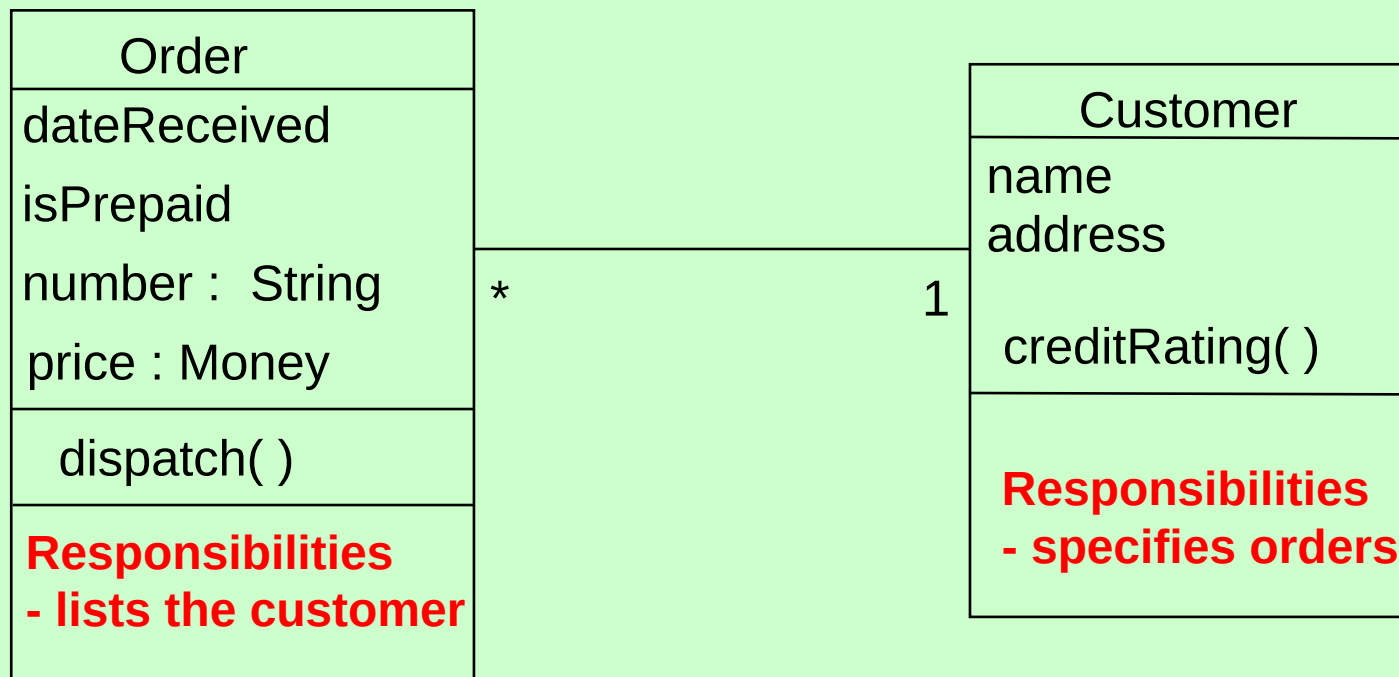 Order
dateReceived
isPrepaid
number :  String
price : Money
dispatch( )
Responsibilities
- lists the customer
*
1
Customer
name
address
creditRating( )
Responsibilities
- specifies orders